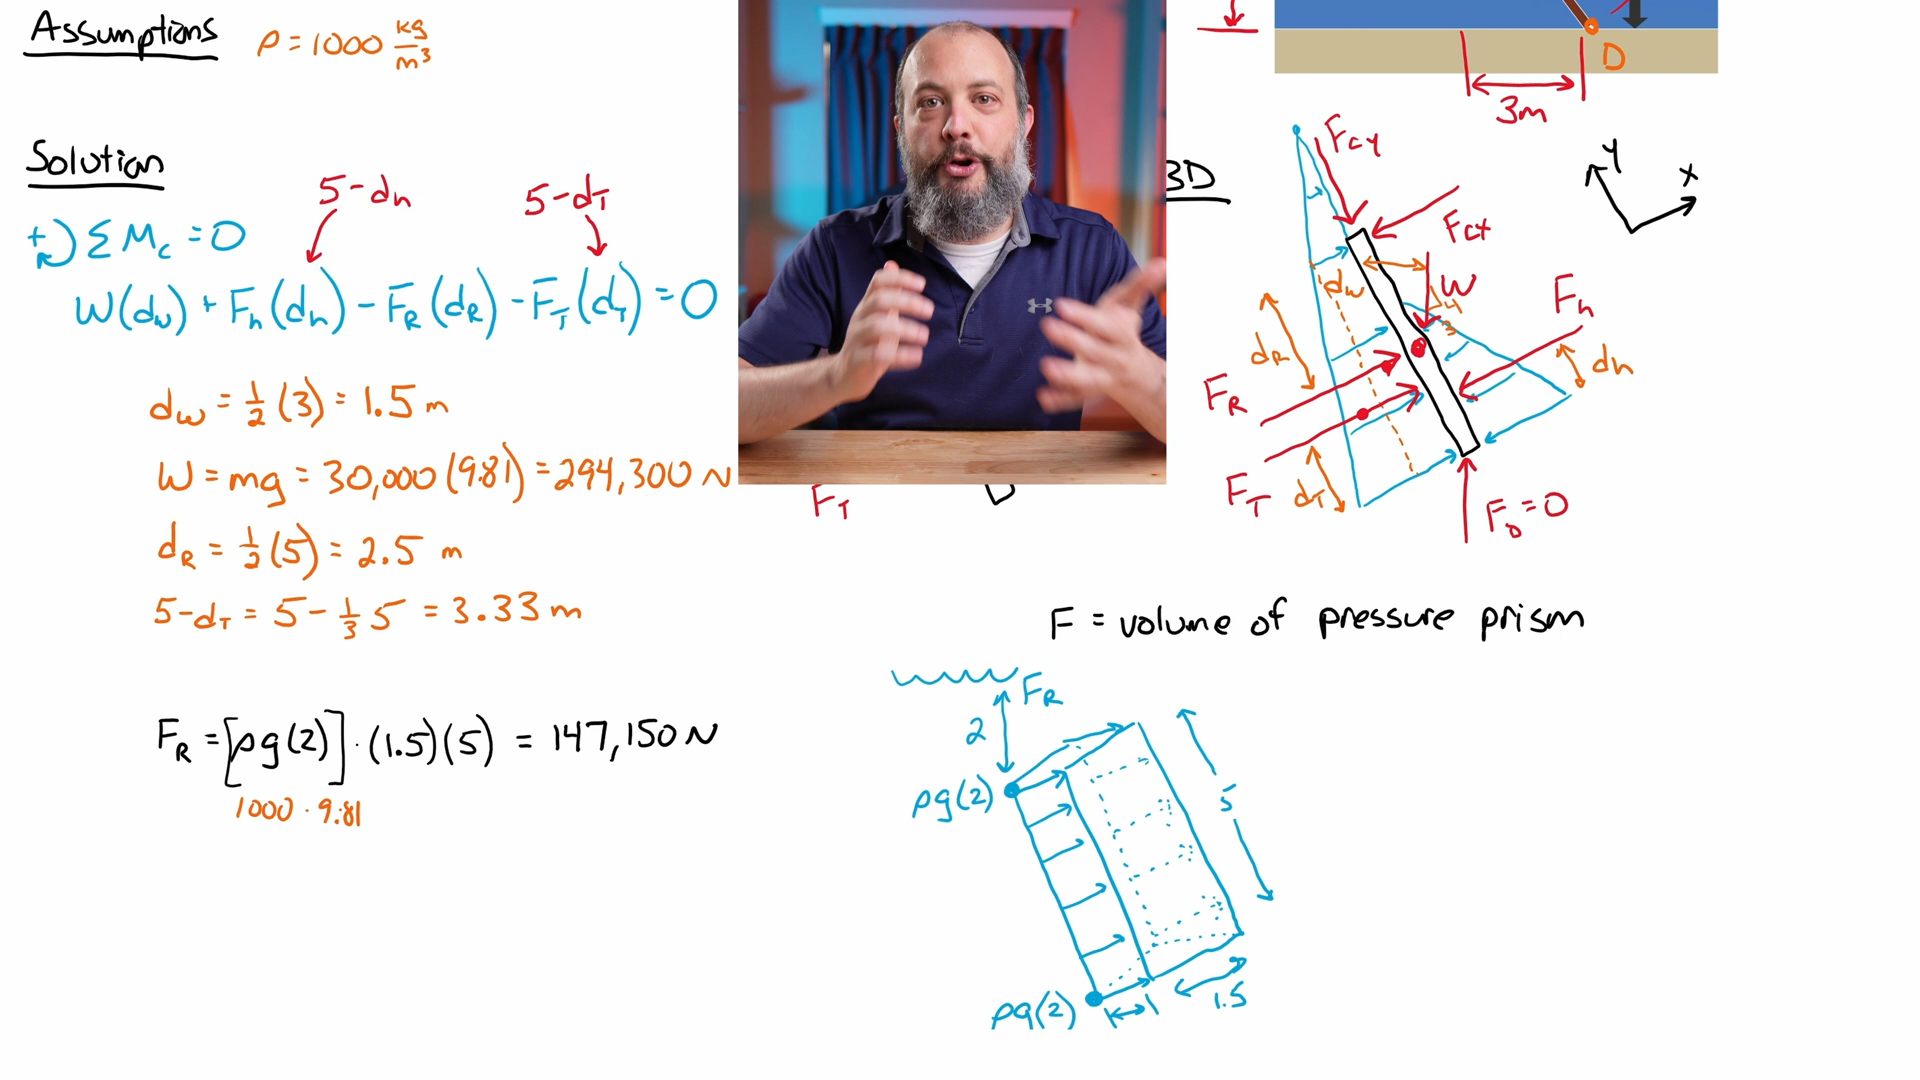 Assumptions ρ = 1000 kg/m³
Solution
5-dh
5-dT
+ ΣMc = 0
W(dw) + Fh(dh) - FR(dR) - FT(dT) = 0
dw = 1/2 (3) = 1.5 m
W = mg = 30,000 (9.81) = 294,300 N
dR = 1/2 (5) = 2.5 m
5-dT = 5 - 1/3 5 = 3.33 m
FR = [ρg(2)] · (1.5)(5) = 147,150 N
1000 · 9.81
FT
D
3m
Fcy
Fcx
Y
X
dw
W
4
3
Fh
dh
dR
FR
FT
dT
FD = 0
F = volume of pressure prism
FR
2
ρg(2)
5
ρg(2)
1.5